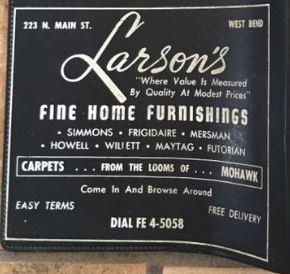 223 N. MAIN ST. WEST BEND
Larson's
"Where Value Is Measured
By Quality At Modest Prices"
FINE HOME FURNISHINGS
• SIMMONS • FRIGIDAIRE • MERSMAN
• HOWELL • WILLETT • MAYTAG • FUTORIAN
CARPETS . . . FROM THE LOOMS OF . . . MOHAWK
Come In And Browse Around
EASY TERMS FREE DELIVERY
DIAL FE 4-5058